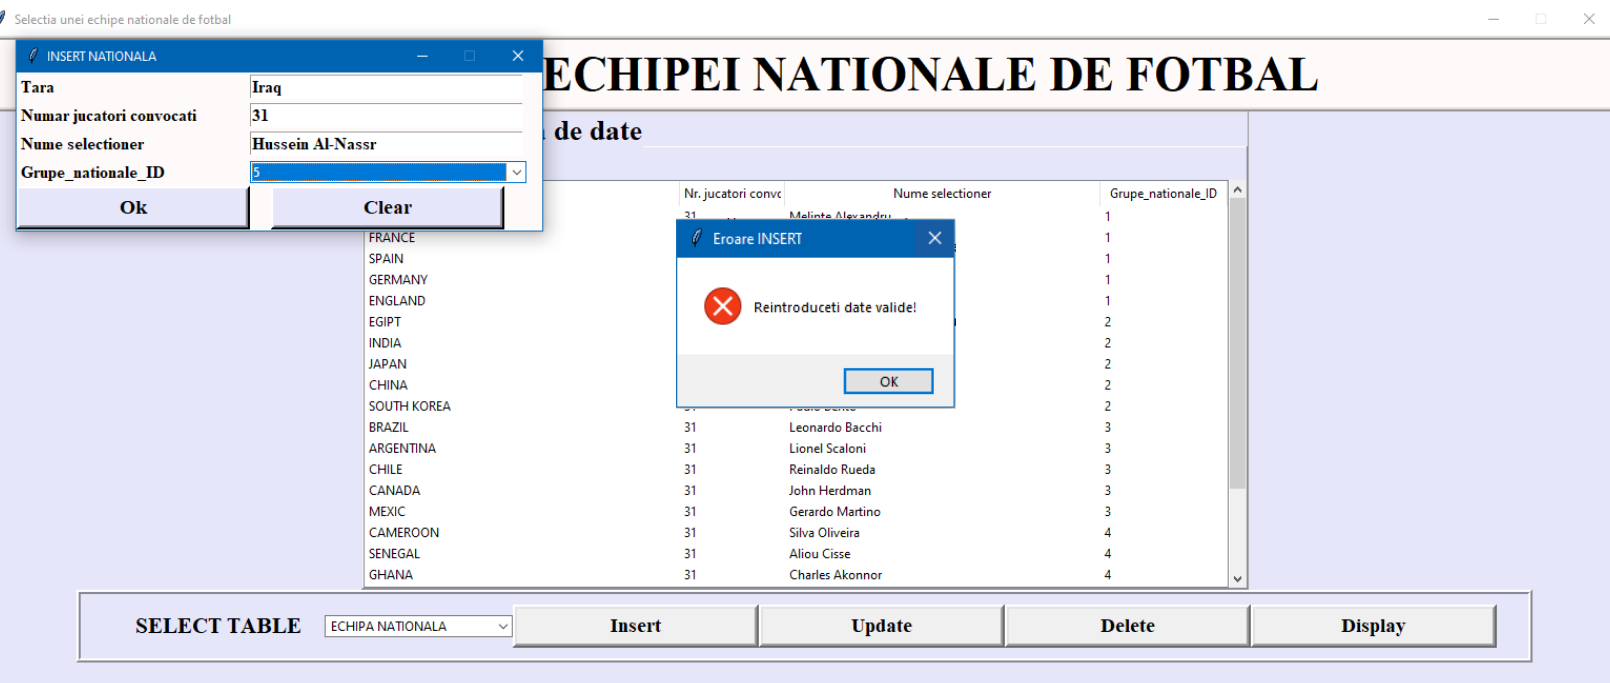 Selectia unei echipe nationale de fotbal
INSERT NATIONALA
ECHIPEI NATIONALE DE FOTBAL
Tara Iraq
Numar jucatori convocati 31
Nume selectioner Hussein Al-Nassr
Grupe_nationale_ID 5
Ok Clear
de date
Nr. jucatori convc Nume selectioner Grupe_nationale_ID
31 Melinte Alexandru 1
FRANCE 1
SPAIN 1
GERMANY 1
ENGLAND 1
EGIPT 2
INDIA 2
JAPAN 2
CHINA 2
SOUTH KOREA 2
BRAZIL 31 Leonardo Bacchi 3
ARGENTINA 31 Lionel Scaloni 3
CHILE 31 Reinaldo Rueda 3
CANADA 31 John Herdman 3
MEXIC 31 Gerardo Martino 3
CAMEROON 31 Silva Oliveira 4
SENEGAL 31 Aliou Cisse 4
GHANA 31 Charles Akonnor 4
Eroare INSERT
Reintroduceti date valide!
OK
SELECT TABLE ECHIPA NATIONALA Insert Update Delete Display